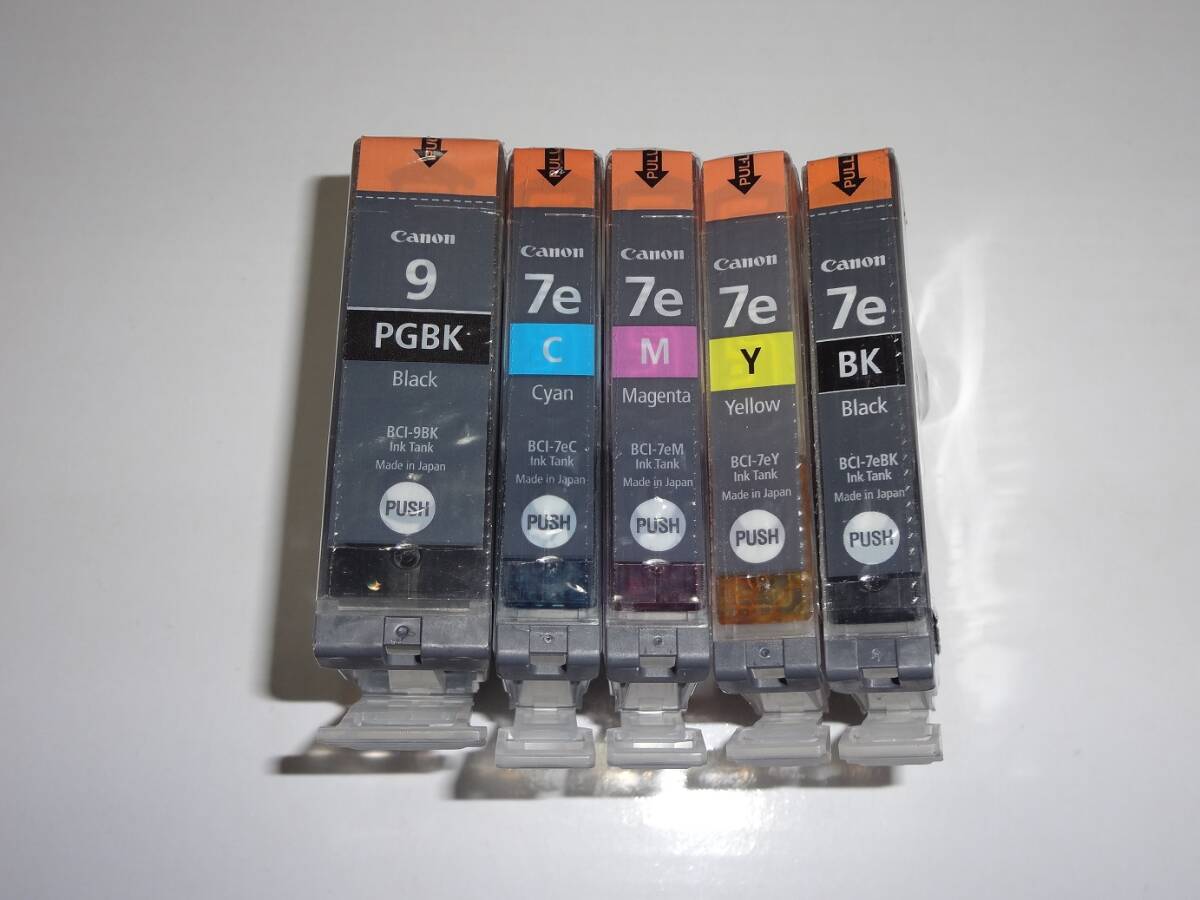 PULL
Canon
9
PGBK
Black
BCI-9BK
Ink Tank
Made in Japan
PUSH
PULL
Canon
7e
C
Cyan
BCI-7eC
Ink Tank
Made in Japan
PUSH
PULL
Canon
7e
M
Magenta
BCI-7eM
Ink Tank
Made in Japan
PUSH
PULL
Canon
7e
Y
Yellow
BCI-7eY
Ink Tank
Made in Japan
PUSH
PULL
Canon
7e
BK
Black
BCI-7eBK
Ink Tank
Made in Japan
PUSH